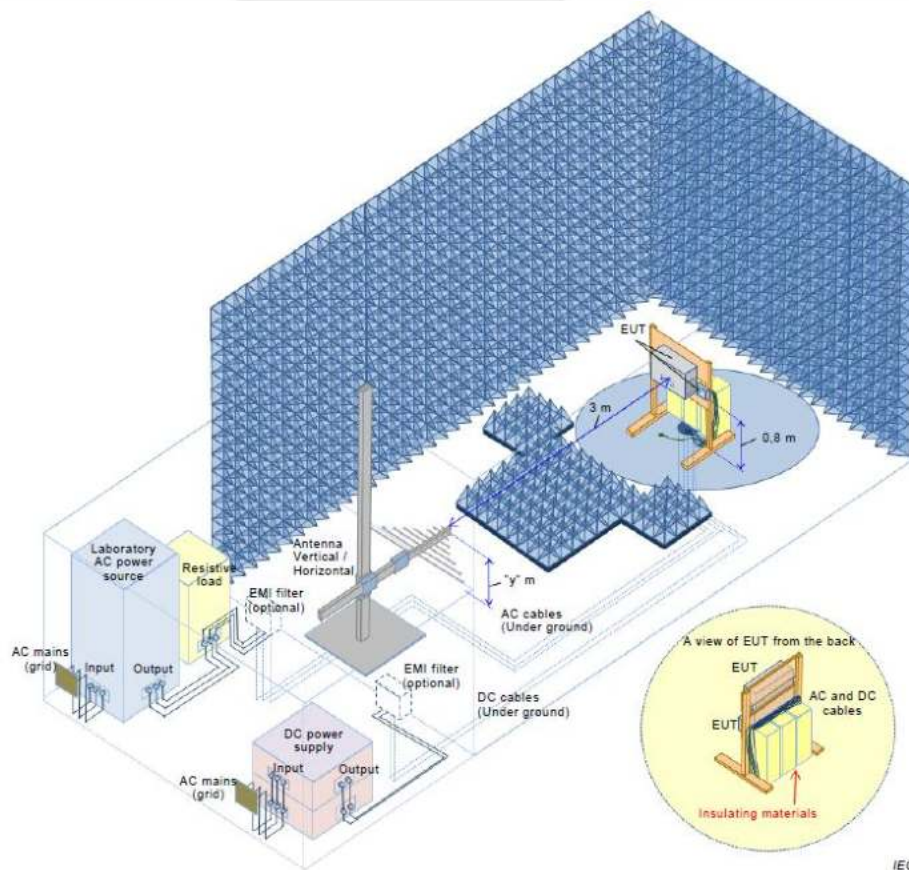 EUT
3 m
0,8 m
Antenna
Vertical /
Horizontal
"y" m
Laboratory
AC power
source
Resistive
load
EMI filter
(optional)
AC cables
(Under ground)
AC mains
(grid)
Input
Output
EMI filter
(optional)
DC cables
(Under ground)
DC power
supply
Input
Output
AC mains
(grid)
A view of EUT from the back
EUT
AC and DC
cables
EUT
Insulating materials
IEC